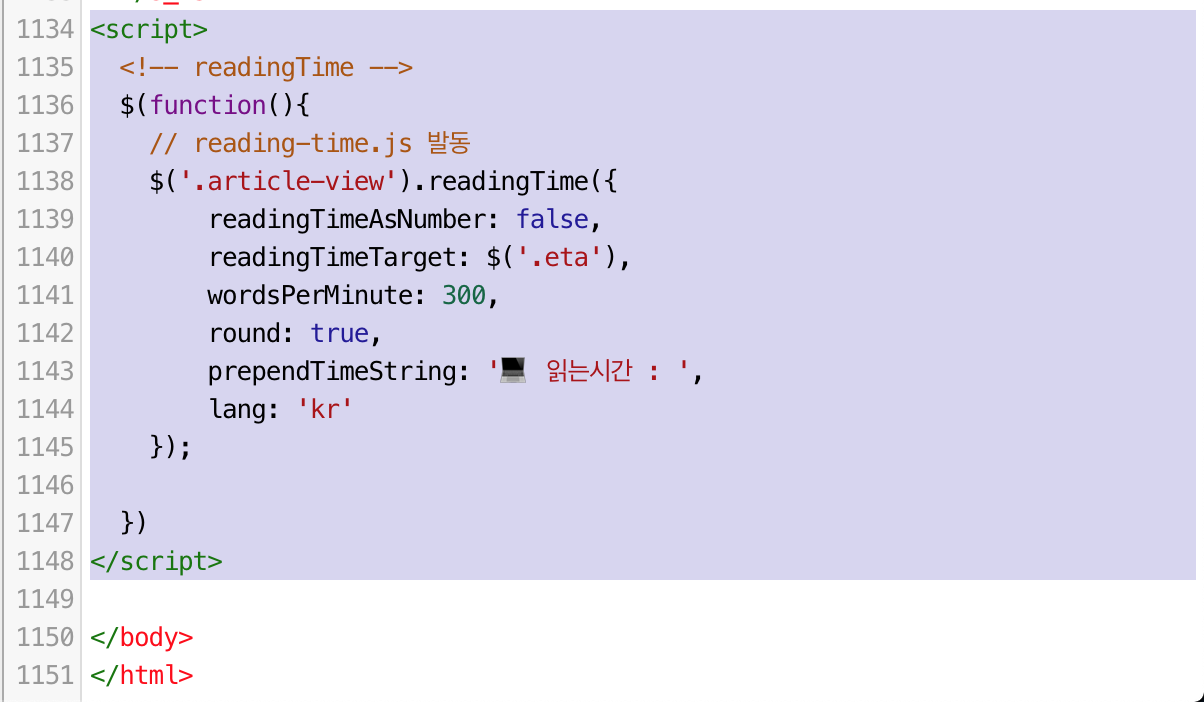 1134 <script>
1135   <!-- readingTime -->
1136   $(function(){
1137     // reading-time.js 발동
1138     $('.article-view').readingTime({
1139         readingTimeAsNumber: false,
1140         readingTimeTarget: $('.eta'),
1141         wordsPerMinute: 300,
1142         round: true,
1143         prependTimeString: '💻 읽는시간 : ',
1144         lang: 'kr'
1145     });
1146
1147   })
1148 </script>
1149
1150 </body>
1151 </html>